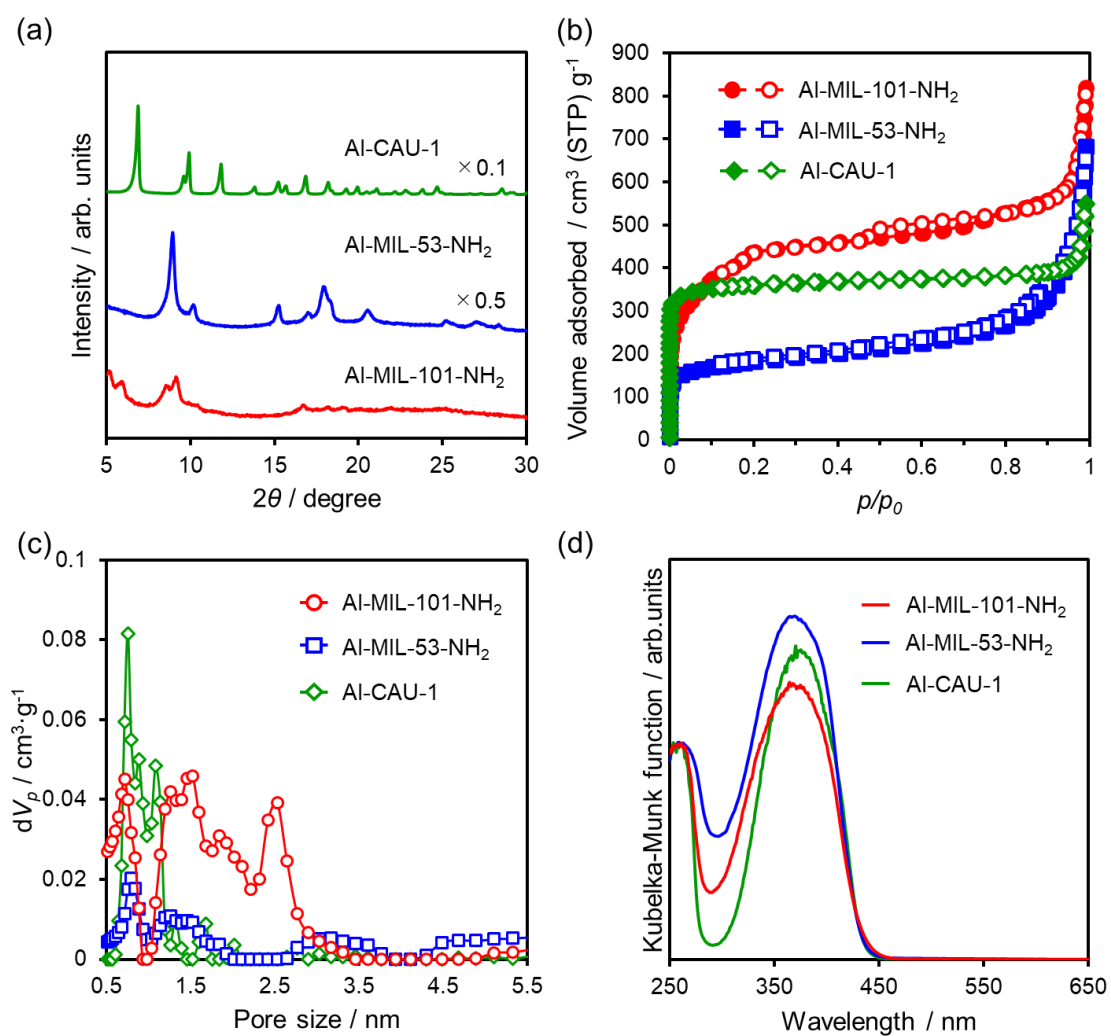 (a)
Intensity / arb. units
Al-CAU-1
×0.1
Al-MIL-53-NH₂
×0.5
Al-MIL-101-NH₂
5 10 15 20 25 30
2θ / degree
(b)
Volume adsorbed / cm³ (STP) g⁻¹
900
800
700
600
500
400
300
200
100
0
Al-MIL-101-NH₂
Al-MIL-53-NH₂
Al-CAU-1
0 0.2 0.4 0.6 0.8 1
p/p₀
(c)
dVₚ / cm³·g⁻¹
0.1
0.08
0.06
0.04
0.02
0
Al-MIL-101-NH₂
Al-MIL-53-NH₂
Al-CAU-1
0.5 1.5 2.5 3.5 4.5 5.5
Pore size / nm
(d)
Kubelka-Munk function / arb.units
Al-MIL-101-NH₂
Al-MIL-53-NH₂
Al-CAU-1
250 350 450 550 650
Wavelength / nm